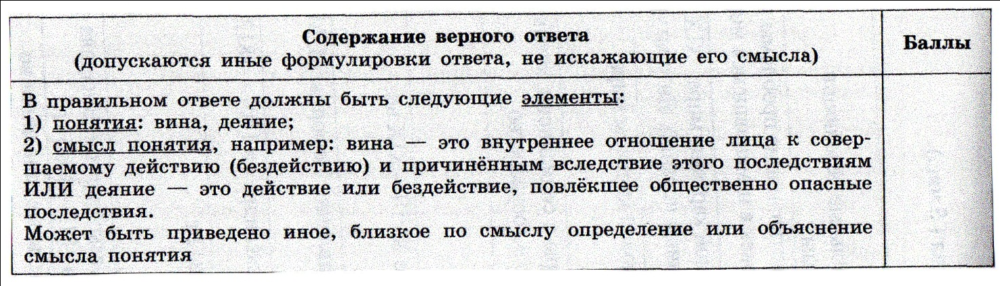 Содержание верного ответа
(допускаются иные формулировки ответа, не искажающие его смысла)
Баллы
В правильном ответе должны быть следующие элементы:
1) понятия: вина, деяние;
2) смысл понятия, например: вина — это внутреннее отношение лица к совер-
шаемому действию (бездействию) и причинённым вследствие этого последствиям
ИЛИ деяние — это действие или бездействие, повлёкшее общественно опасные
последствия.
Может быть приведено иное, близкое по смыслу определение или объяснение
смысла понятия